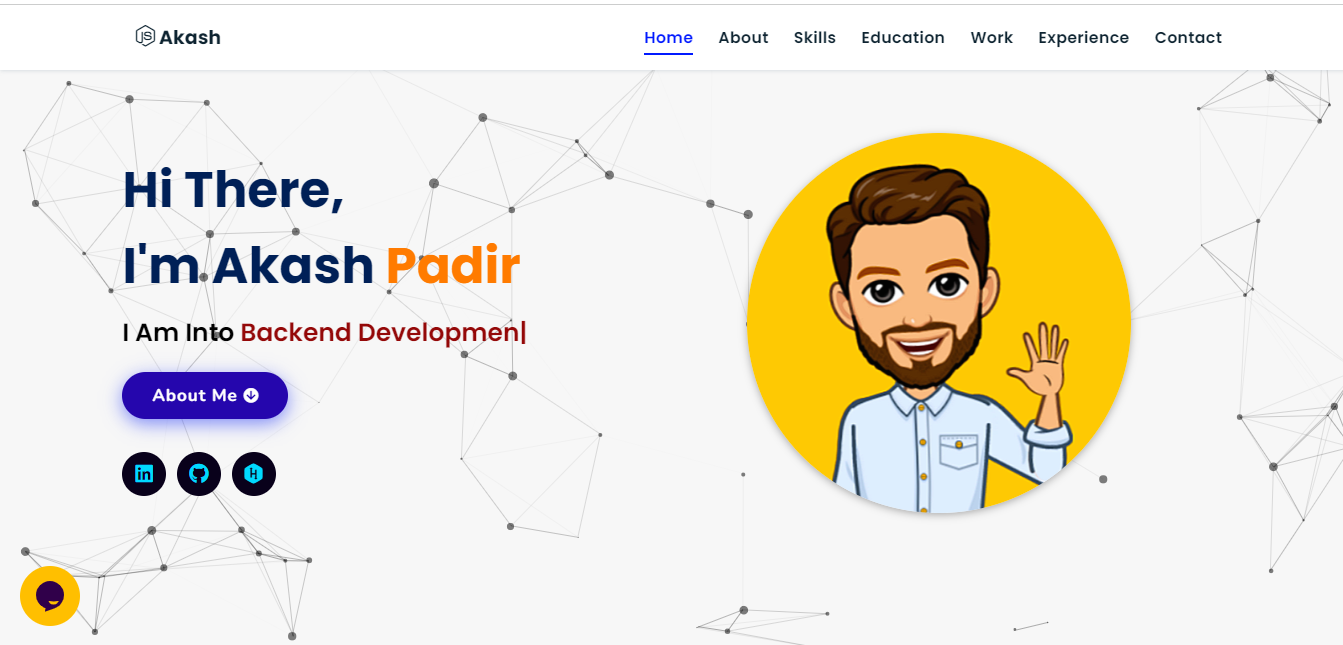 Akash
Home About Skills Education Work Experience Contact
Hi There,
I'm Akash Padir
I Am Into Backend Developmen|
About Me